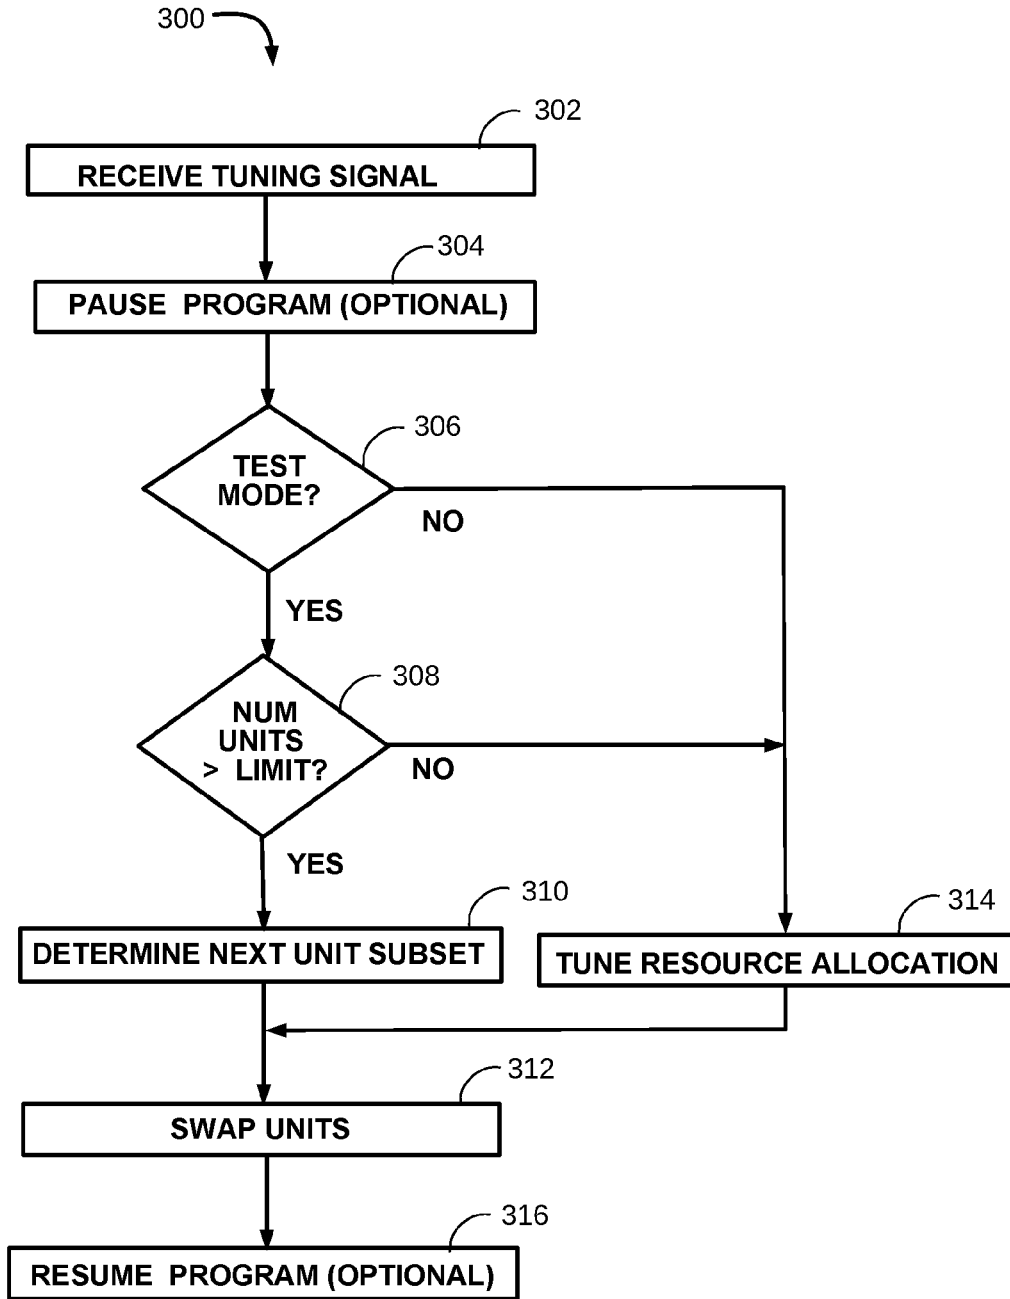 300
302
RECEIVE TUNING SIGNAL
304
PAUSE PROGRAM (OPTIONAL)
306
TEST
MODE?
NO
YES
308
NUM
UNITS
> LIMIT?
NO
YES
310
DETERMINE NEXT UNIT SUBSET
314
TUNE RESOURCE ALLOCATION
312
SWAP UNITS
316
RESUME PROGRAM (OPTIONAL)